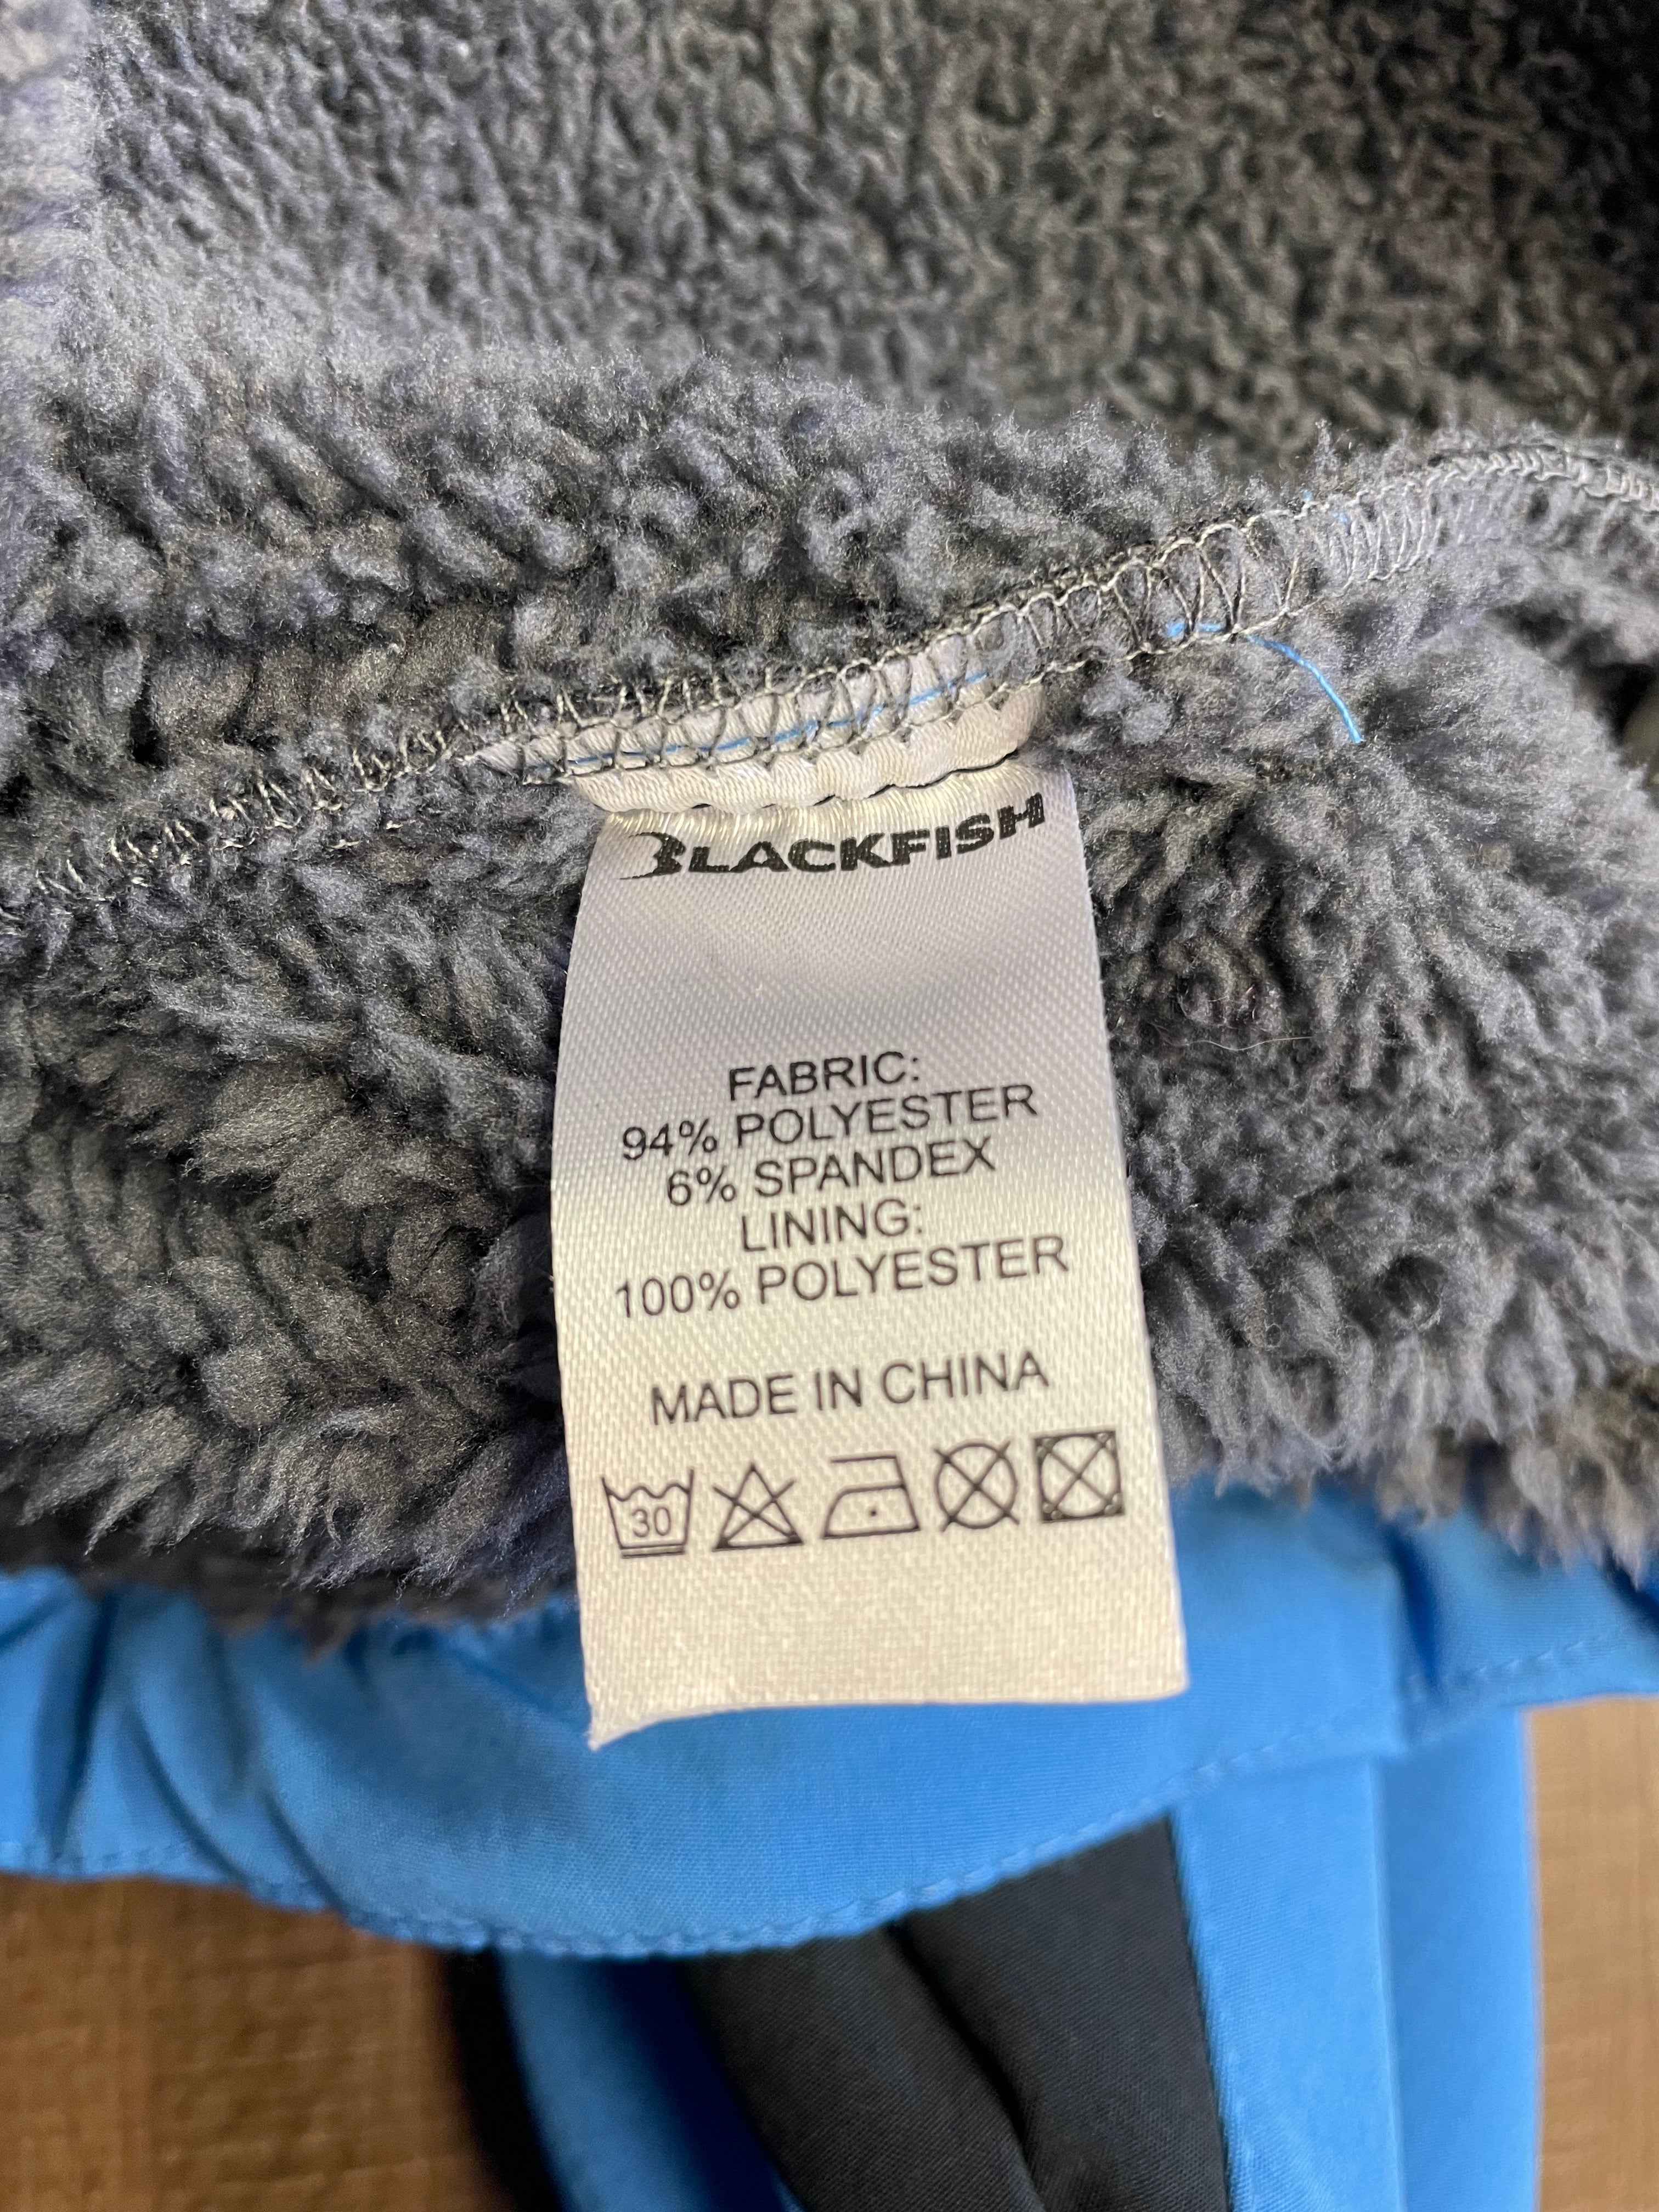 BLACKFISH
FABRIC:
94% POLYESTER
6% SPANDEX
LINING:
100% POLYESTER
MADE IN CHINA
30